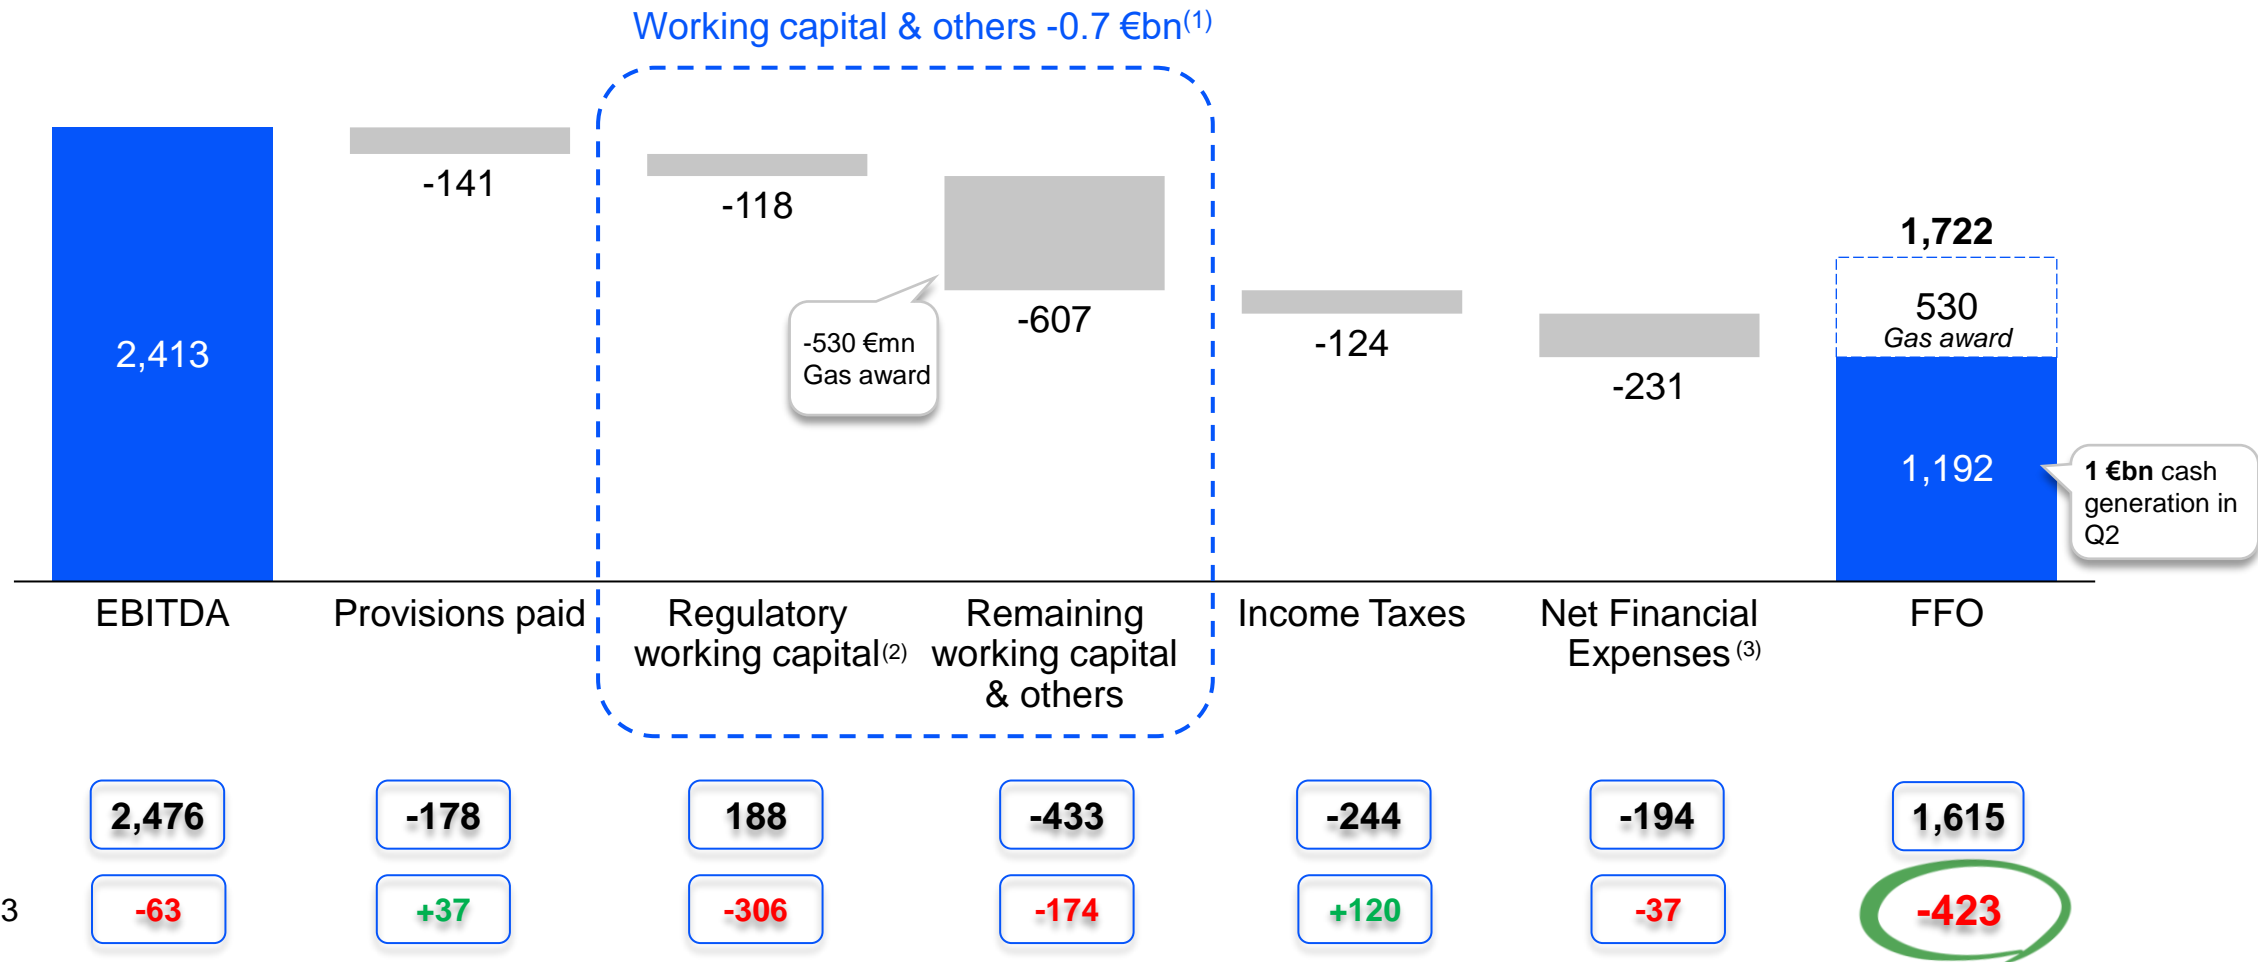 Working capital & others -0.7 €bn(1)
2,413
-141
-118
-607
-530 €mn
Gas award
-124
-231
1,722
530
Gas award
1,192
1 €bn cash
generation in
Q2
EBITDA
Provisions paid
Regulatory
working capital(2)
Remaining
working capital
& others
Income Taxes
Net Financial
Expenses (3)
FFO
2,476
-178
188
-433
-244
-194
1,615
3
-63
+37
-306
-174
+120
-37
-423